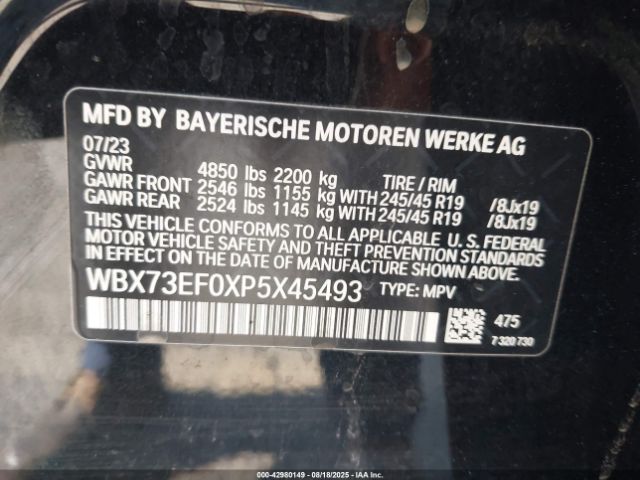 MFD BY BAYERISCHE MOTOREN WERKE AG
07/23
GVWR 4850 lbs 2200 kg TIRE / RIM
GAWR FRONT 2546 lbs 1155 kg WITH 245/45 R19 /8Jx19
GAWR REAR 2524 lbs 1145 kg WITH 245/45 R19 /8Jx19
THIS VEHICLE CONFORMS TO ALL APPLICABLE U. S. FEDERAL
MOTOR VEHICLE SAFETY AND THEFT PREVENTION STANDARDS
IN EFFECT ON THE DATE OF MANUFACTURE SHOWN ABOVE.
WBX73EF0XP5X45493 TYPE: MPV
475
7 320 730
000-42980149 - 08/18/2025 - IAAI.CA